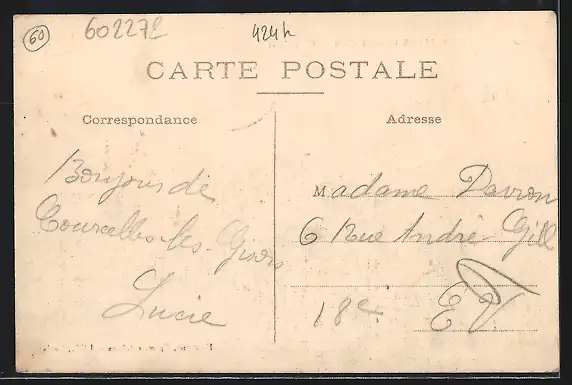 60
60227L
424h
CARTE POSTALE
Correspondance
Adresse
Bonjour de
Courcelles-les-Gisors
Lucie
Madame Davron
6 Rue André Gill
18e
E.V.